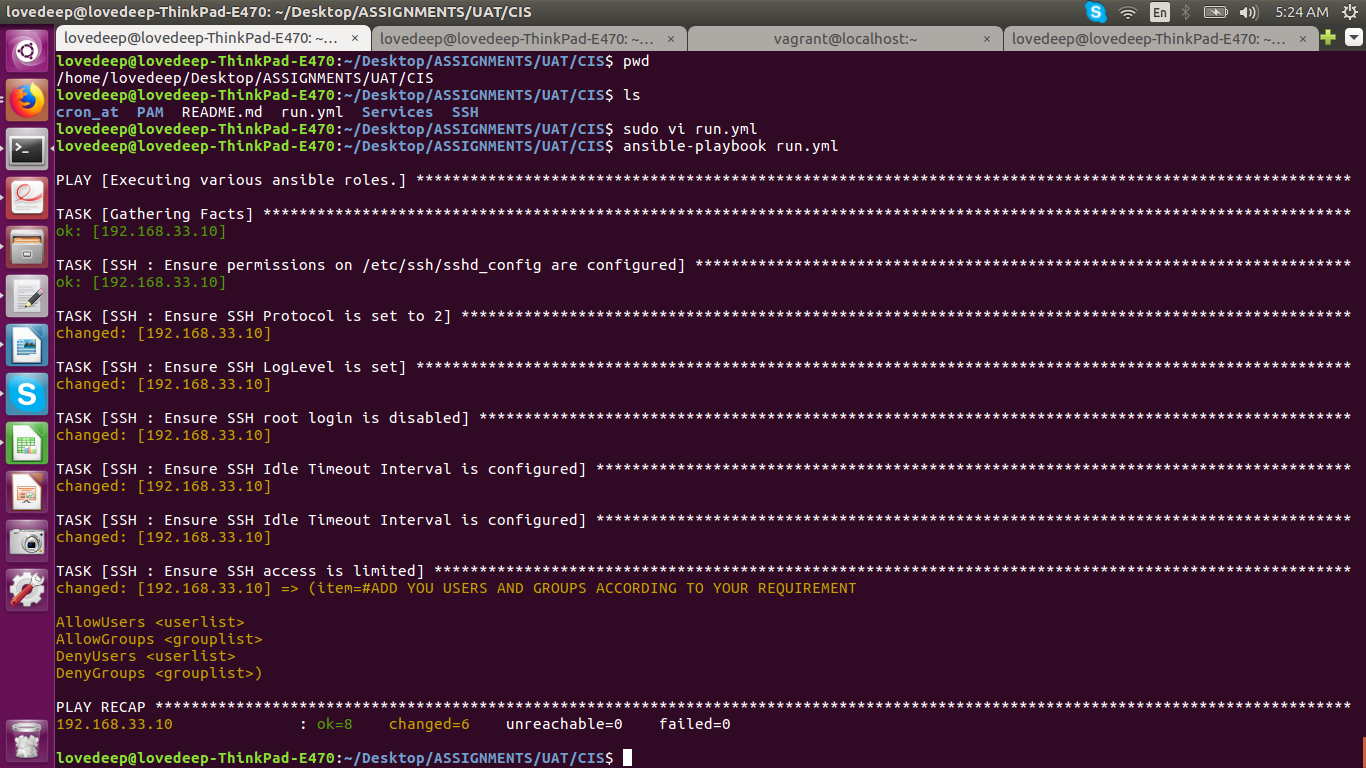 lovedeep@lovedeep-ThinkPad-E470: ~/Desktop/ASSIGNMENTS/UAT/CIS
En
5:24 AM
lovedeep@lovedeep-ThinkPad-E470: ~... ×
lovedeep@lovedeep-ThinkPad-E470: ~... ×
vagrant@localhost:~ ×
lovedeep@lovedeep-ThinkPad-E470: ~... ×
lovedeep@lovedeep-ThinkPad-E470:~/Desktop/ASSIGNMENTS/UAT/CIS$ pwd
/home/lovedeep/Desktop/ASSIGNMENTS/UAT/CIS
lovedeep@lovedeep-ThinkPad-E470:~/Desktop/ASSIGNMENTS/UAT/CIS$ ls
cron_at  PAM  README.md  run.yml  Services  SSH
lovedeep@lovedeep-ThinkPad-E470:~/Desktop/ASSIGNMENTS/UAT/CIS$ sudo vi run.yml
lovedeep@lovedeep-ThinkPad-E470:~/Desktop/ASSIGNMENTS/UAT/CIS$ ansible-playbook run.yml
PLAY [Executing various ansible roles.] ********************************************************************************************************
TASK [Gathering Facts] *************************************************************************************************************************
ok: [192.168.33.10]
TASK [SSH : Ensure permissions on /etc/ssh/sshd_config are configured] *************************************************************************
ok: [192.168.33.10]
TASK [SSH : Ensure SSH Protocol is set to 2] ***************************************************************************************************
changed: [192.168.33.10]
TASK [SSH : Ensure SSH LogLevel is set] ********************************************************************************************************
changed: [192.168.33.10]
TASK [SSH : Ensure SSH root login is disabled] *************************************************************************************************
changed: [192.168.33.10]
TASK [SSH : Ensure SSH Idle Timeout Interval is configured] ************************************************************************************
changed: [192.168.33.10]
TASK [SSH : Ensure SSH Idle Timeout Interval is configured] ************************************************************************************
changed: [192.168.33.10]
TASK [SSH : Ensure SSH access is limited] ******************************************************************************************************
changed: [192.168.33.10] => (item=#ADD YOU USERS AND GROUPS ACCORDING TO YOUR REQUIREMENT
AllowUsers <userlist>
AllowGroups <grouplist>
DenyUsers <userlist>
DenyGroups <grouplist>)
PLAY RECAP *************************************************************************************************************************************
192.168.33.10              : ok=8    changed=6    unreachable=0    failed=0
lovedeep@lovedeep-ThinkPad-E470:~/Desktop/ASSIGNMENTS/UAT/CIS$